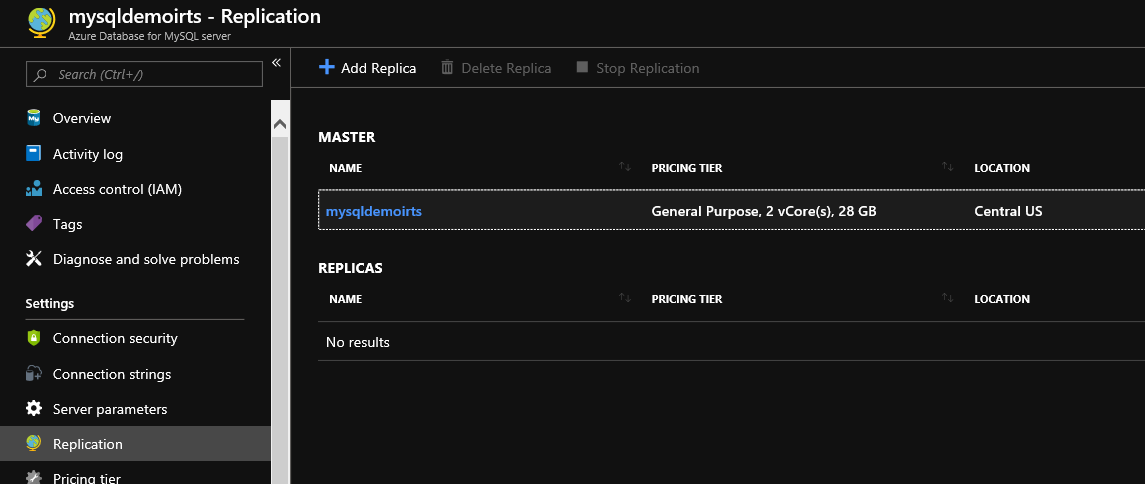 mysqldemoirts - Replication
Azure Database for MySQL server
Search (Ctrl+/)
«
Overview
Activity log
Access control (IAM)
Tags
Diagnose and solve problems
Settings
Connection security
Connection strings
Server parameters
Replication
Pricing tier
Add Replica Delete Replica Stop Replication
MASTER
NAME PRICING TIER LOCATION
mysqldemoirts General Purpose, 2 vCore(s), 28 GB Central US
REPLICAS
NAME PRICING TIER LOCATION
No results